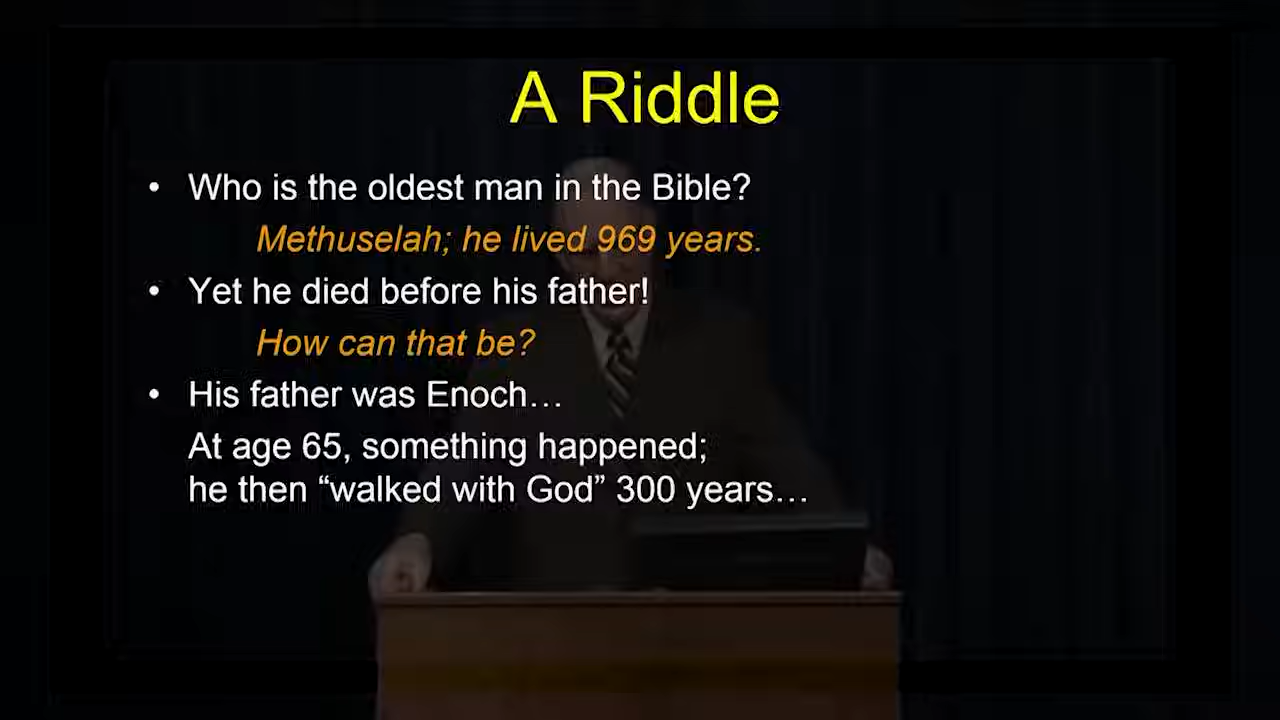 A Riddle
• Who is the oldest man in the Bible?
Methuselah; he lived 969 years.
• Yet he died before his father!
How can that be?
• His father was Enoch…
At age 65, something happened;
he then “walked with God” 300 years…